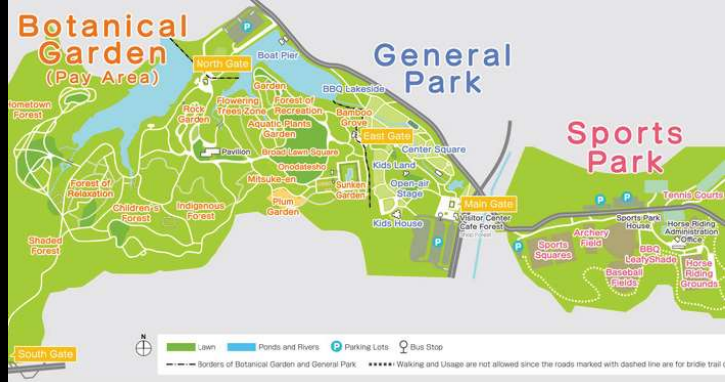 Botanical
Garden
(Pay Area)
General
Park
Sports
Park
North Gate
Boat Pier
BBQ Lakeside
Hometown
Forest
Rock
Garden
Flowering
Trees Zone
Garden
Forest of
Recreation
Aquatic Plants
Garden
Bamboo
Grove
East Gate
Center Square
Pavilion
Broad Lawn Square
Onodatesho
Mitsuke-en
Kids Land
Open-air
Stage
Sunken
Garden
Plum
Garden
Kids House
Main Gate
Visitor Center
Cafe Forest
Forest of
Relaxation
Children's
Forest
Indigenous
Forest
Shaded
Forest
South Gate
Tennis Courts
Sports Park
House
Horse Riding
Administration
Office
Archery
Field
Sports
Squares
BBQ
LeafyShade
Baseball
Fields
Horse
Riding
Grounds
P
P
P
P
P
N
Lawn
Ponds and Rivers
P Parking Lots
Bus Stop
Borders of Botanical Garden and General Park
Walking and Usage are not allowed since the roads marked with dashed line are for bridle trail